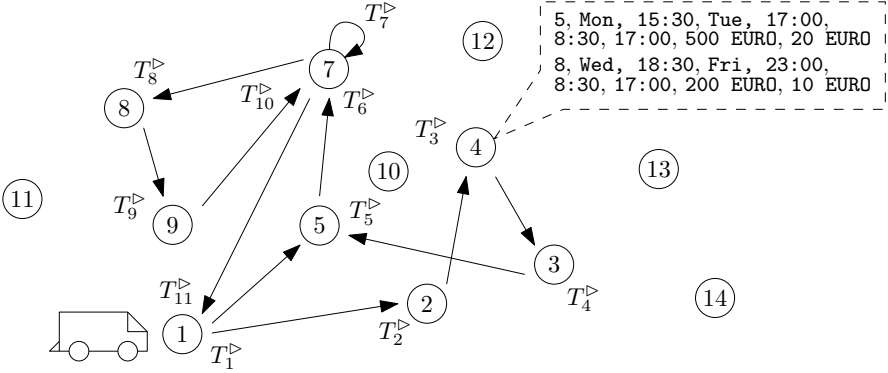 T₇▷
12
5, Mon, 15:30, Tue, 17:00,
8:30, 17:00, 500 EURO, 20 EURO
8, Wed, 18:30, Fri, 23:00,
8:30, 17:00, 200 EURO, 10 EURO
T₈▷
7
T₁₀▷
T₆▷
8
T₃▷
4
10
13
11
T₉▷
9
5
T₅▷
3
T₁₁▷
2
T₄▷
14
1
T₂▷
T₁▷